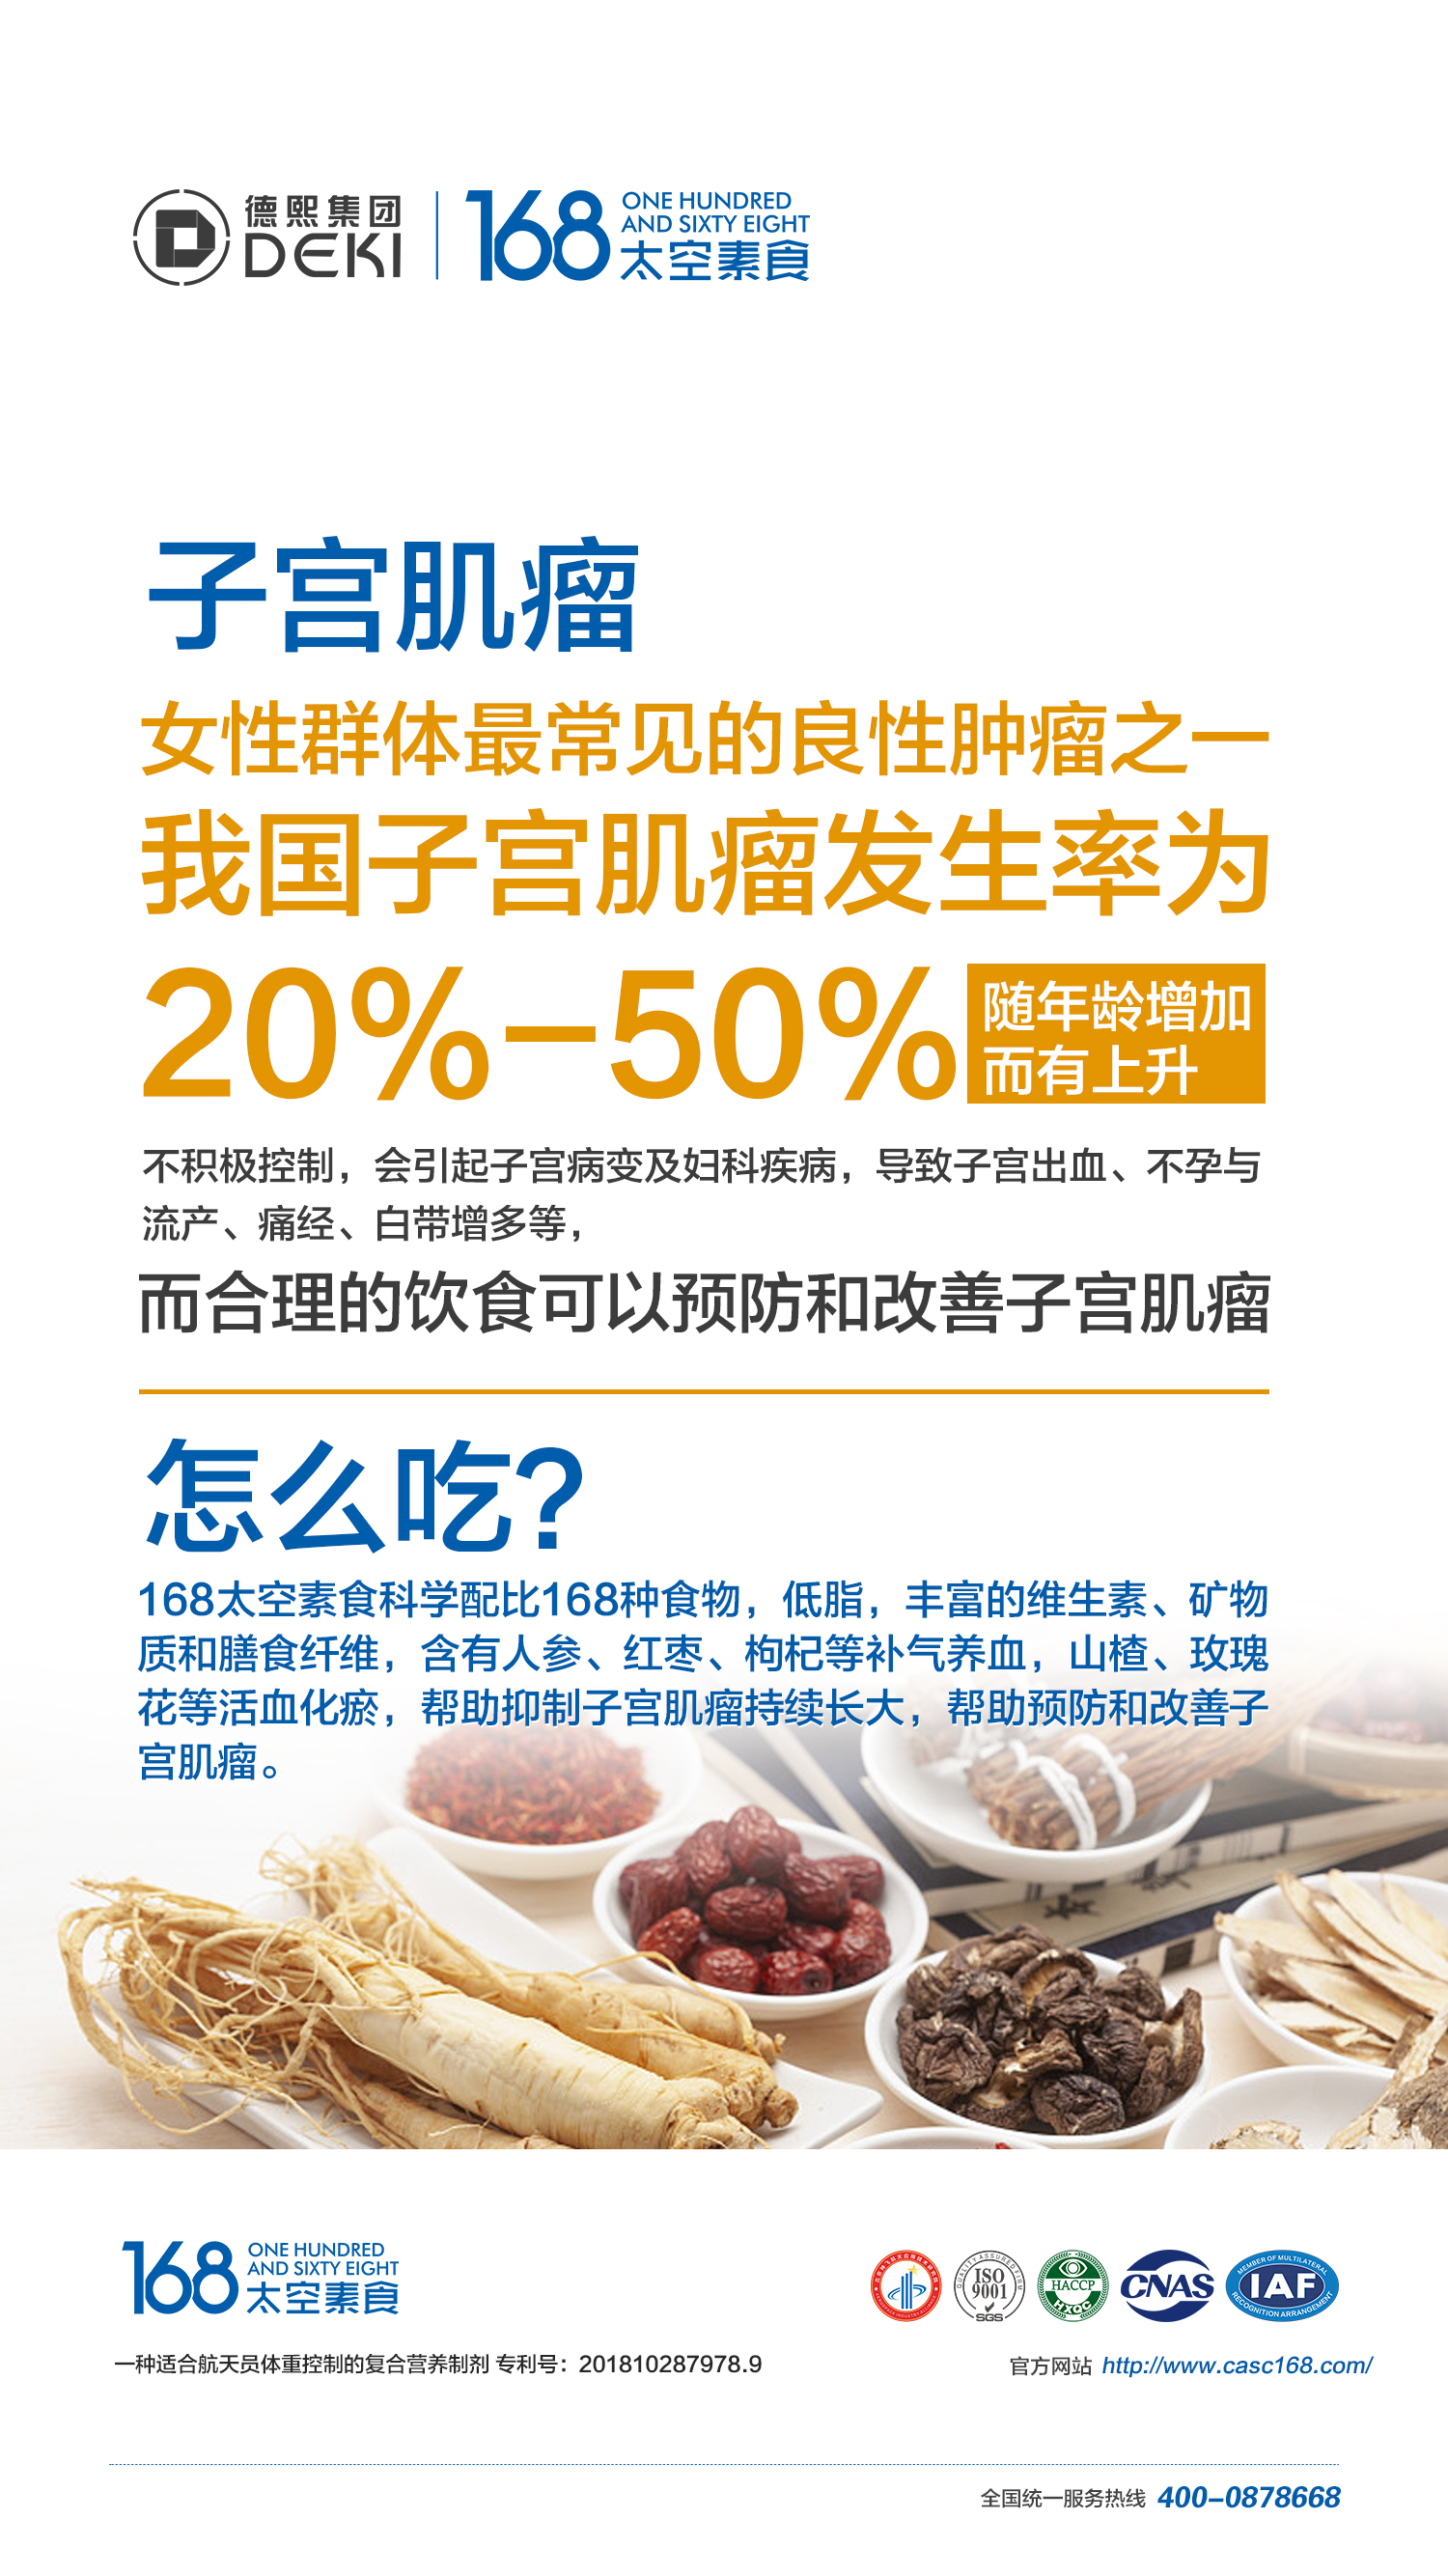 德熙集团
DEKI
168
ONE HUNDRED
AND SIXTY EIGHT
太空素食
子宫肌瘤
女性群体最常见的良性肿瘤之一
我国子宫肌瘤发生率为
20%-50%
随年龄增加
而有上升
不积极控制，会引起子宫病变及妇科疾病，导致子宫出血、不孕与
流产、痛经、白带增多等，
而合理的饮食可以预防和改善子宫肌瘤
怎么吃?
168太空素食科学配比168种食物，低脂，丰富的维生素、矿物
质和膳食纤维，含有人参、红枣、枸杞等补气养血，山楂、玫瑰
花等活血化瘀，帮助抑制子宫肌瘤持续长大，帮助预防和改善子
宫肌瘤。
168
ONE HUNDRED
AND SIXTY EIGHT
太空素食
QUALITY ASSURED FIRM
ISO
9001
SGS
HACCP
HXQC
CNAS
MEMBER OF MULTILATERAL
IAF
RECOGNITION ARRANGEMENT
一种适合航天员体重控制的复合营养制剂 专利号：201810287978.9
官方网站 http://www.casc168.com/
全国统一服务热线 400-0878668